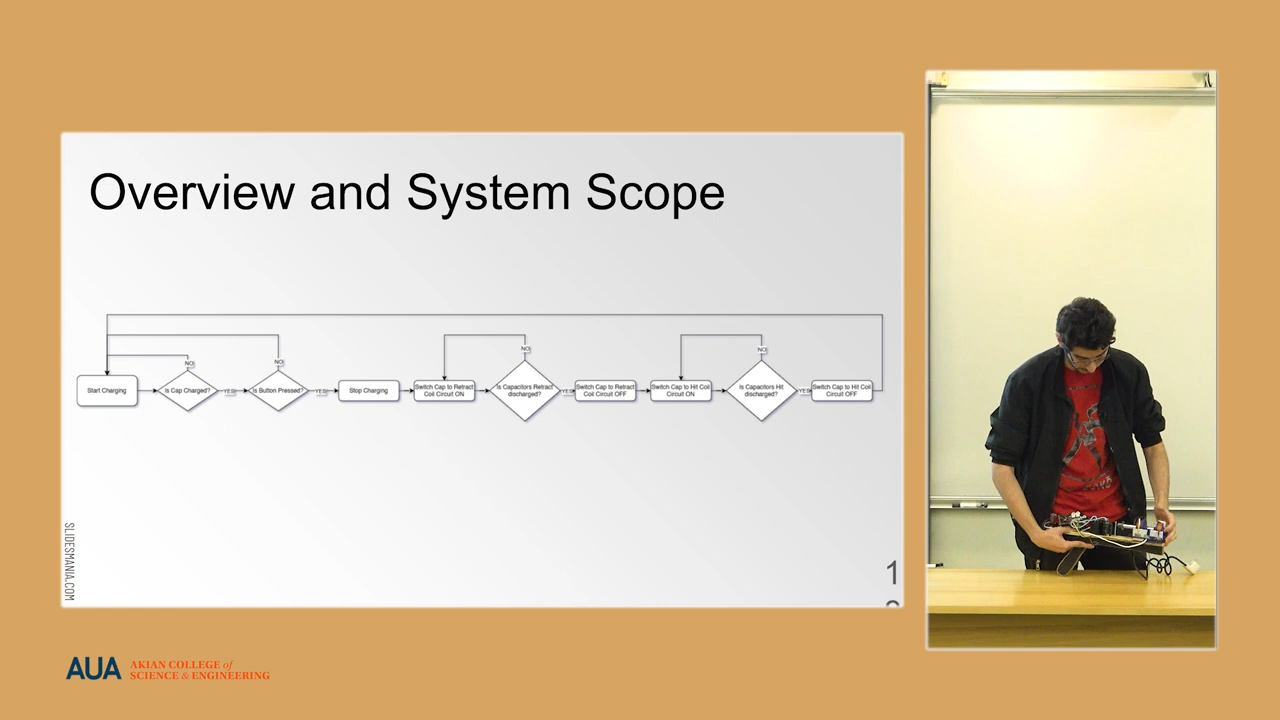 Overview and System Scope
NO
NO
NO
NO
Start Charging
Is Cap Charged?
YES
Is Button Pressed?
YES
Stop Charging
Switch Cap to Retract
Coil Circuit ON
Is Capacitors Retract
discharged?
YES
Switch Cap to Retract
Coil Circuit OFF
Switch Cap to Hit Coil
Circuit ON
Is Capacitors Hit
discharged?
YES
Switch Cap to Hit Coil
Circuit OFF
SLIDESMANIA.COM
1
AUA
AKIAN COLLEGE of
SCIENCE & ENGINEERING